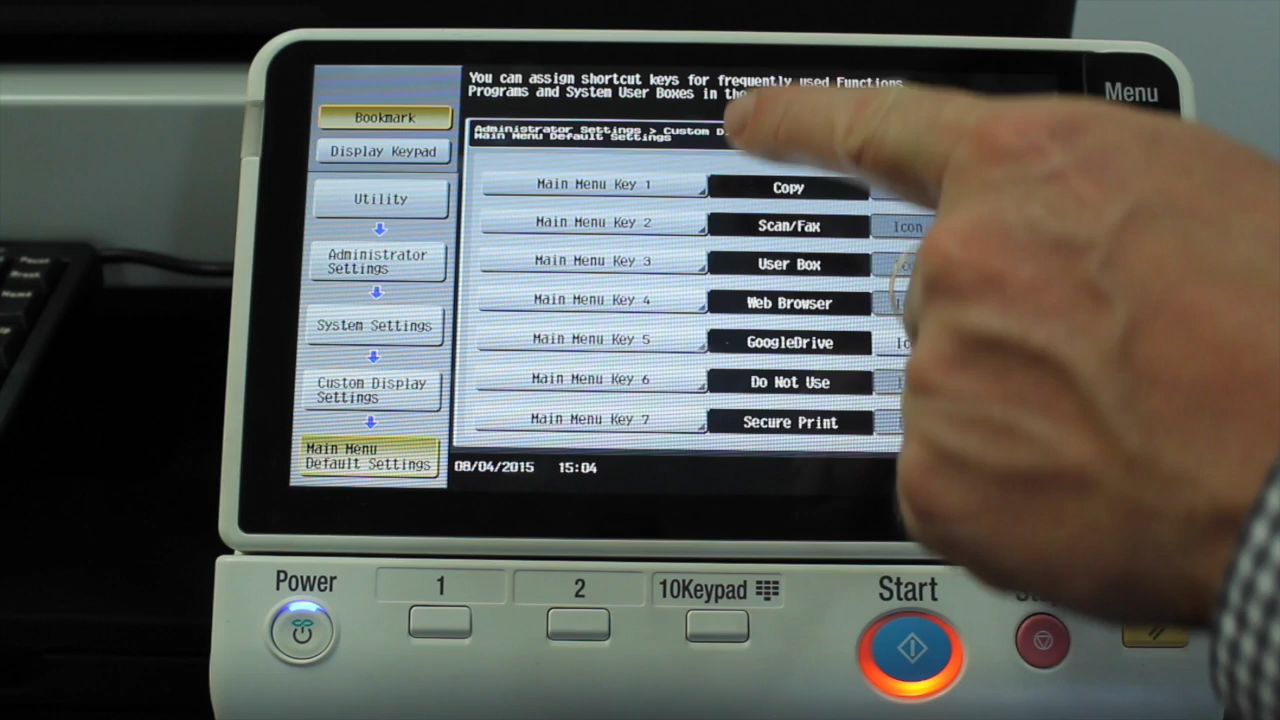 You can assign shortcut keys for frequently used Functions
Programs and System User Boxes in the
Menu
Bookmark
Display Keypad
Utility
Administrator
Settings
System Settings
Custom Display
Settings
Main Menu
Default Settings
Administrator Settings > Custom D
Main Menu Default Settings
Main Menu Key 1 Copy
Main Menu Key 2 Scan/Fax Icon
Main Menu Key 3 User Box
Main Menu Key 4 Web Browser
Main Menu Key 5 GoogleDrive
Main Menu Key 6 Do Not Use
Main Menu Key 7 Secure Print
08/04/2015 15:04
Power
1
2
10Keypad
Start
Pause
Break